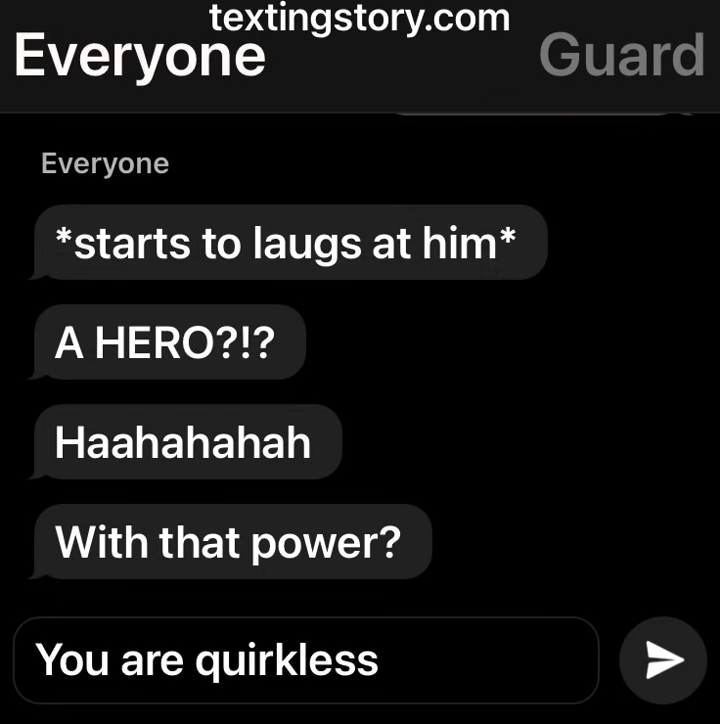 textingstory.com
Everyone
Guard
Everyone
*starts to laugs at him*
A HERO?!?
Haahahahah
With that power?
You are quirkless